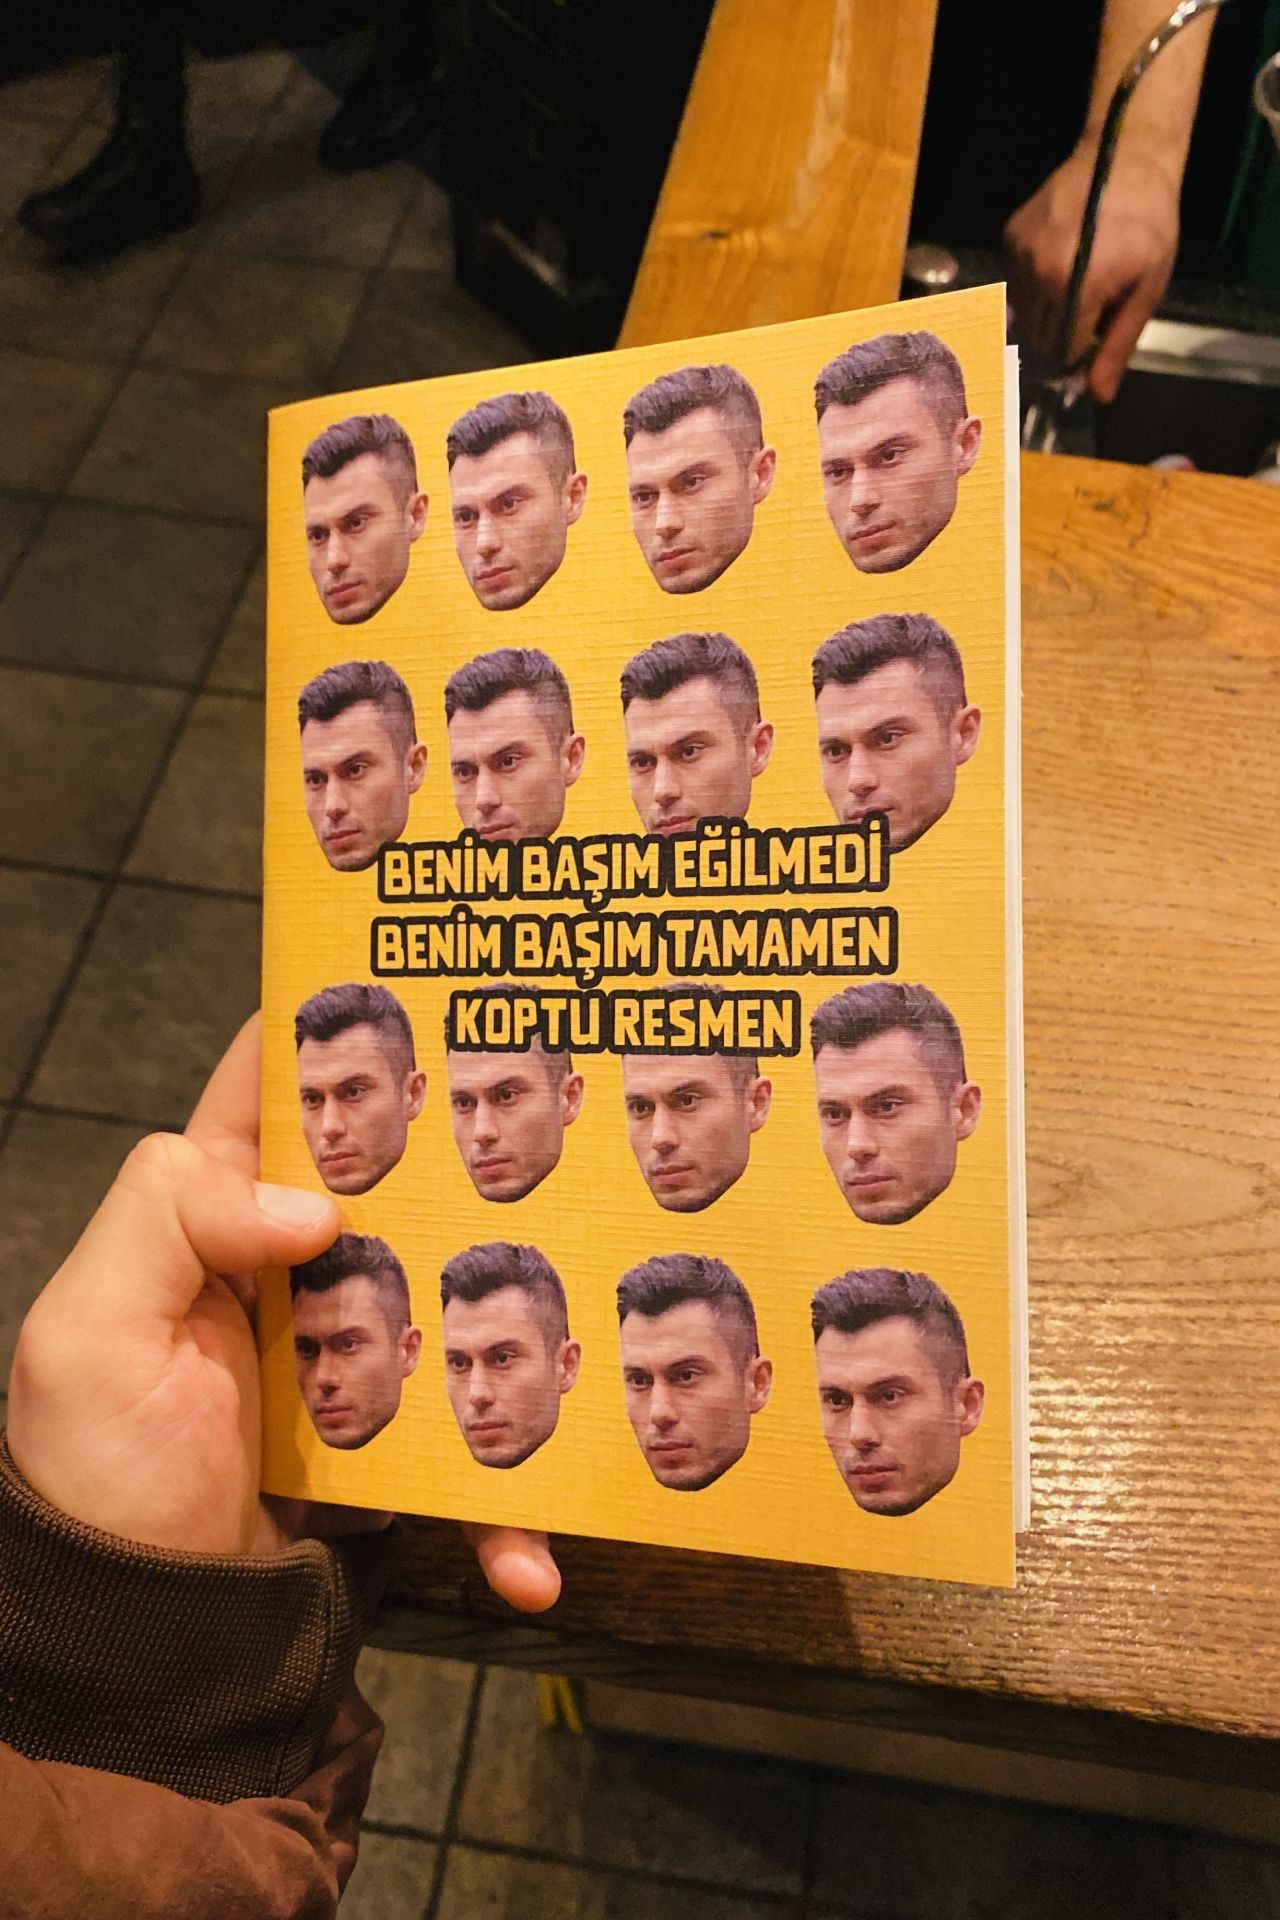 BENİM BAŞIM EĞİLMEDİ
BENİM BAŞIM TAMAMEN
KOPTU RESMEN